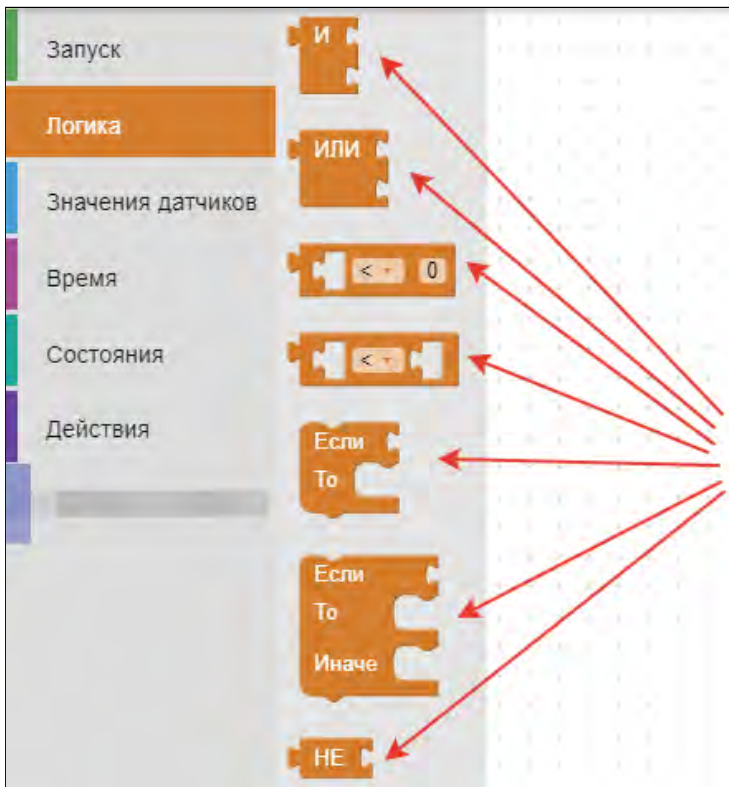 Запуск
Логика
Значения датчиков
Время
Состояния
Действия
И
ИЛИ
< 0
<
Если
То
Если
То
Иначе
НЕ